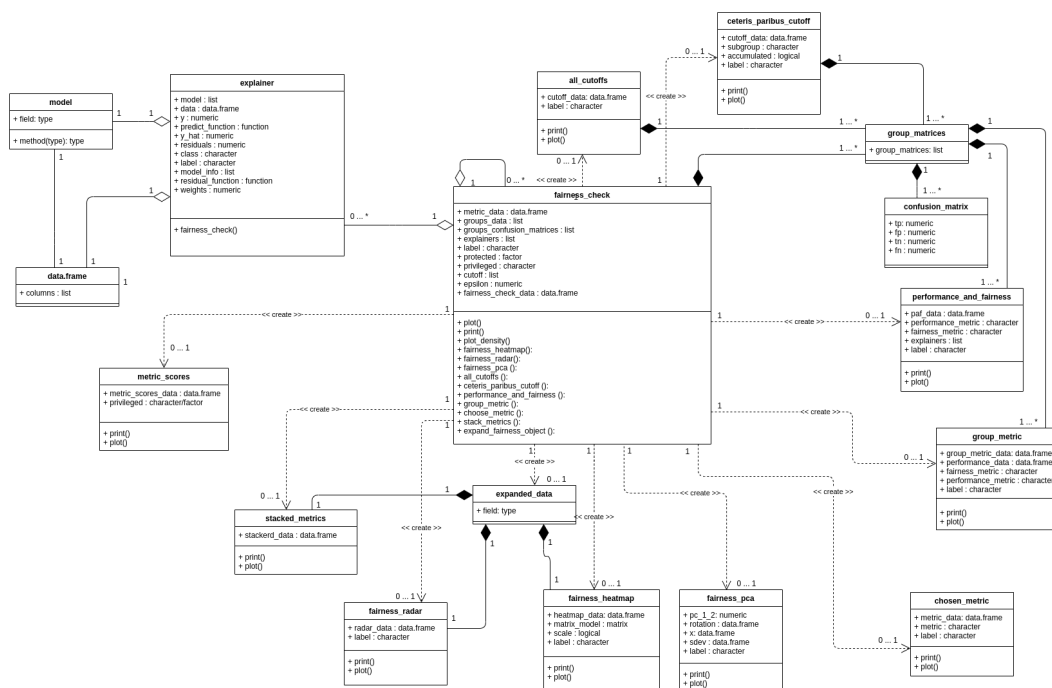 ceteris_paribus_cutoff
+ cutoff_data: data.frame
+ subgroup : character
+ accumulated : logical
+ label : character
+ print()
+ plot()
1
0 ... 1
<< create >>
all_cutoffs
+ cutoff_data: data.frame
+ label : character
+ print()
+ plot()
1
0 ... 1
<< create >>
1 ... *
1 ... *
1 ... *
group_matrices
+ group_matrices: list
1
1
1
1 ... *
confusion_matrix
+ tp: numeric
+ fp : numeric
+ tn : numeric
+ fn : numeric
explainer
+ model : list
+ data : data.frame
+ y : numeric
+ predict_function : function
+ y_hat : numeric
+ residuals : numeric
+ class : character
+ label : character
+ model_info : list
+ residual_function : function
+ weights : numeric
+ fairness_check()
model
+ field: type
+ method(type): type
1
1
1
1
1
1
1
data.frame
+ columns : list
0 ... *
1
1
0 ... *
1
1
fairness_check
+ metric_data : data.frame
+ groups_data : list
+ groups_confusion_matrices : list
+ explainers : list
+ label : character
+ protected : factor
+ privileged : character
+ cutoff : list
+ epsilon : numeric
+ fairness_check_data : data.frame
+ plot()
+ print()
+ plot_density()
+ fairness_heatmap():
+ fairness_radar():
+ fairness_pca():
+ all_cutoffs ():
+ ceteris_paribus_cutoff ():
+ performance_and_fairness ():
+ group_metric ():
+ choose_metric ():
+ stack_metrics ():
+ expand_fairness_object ():
1
<< create >>
0 ... 1
1 ... *
performance_and_fairness
+ paf_data : data.frame
+ performance_metric : character
+ fairness_metric : character
+ explainers : list
+ label : character
+ print()
+ plot()
1
<< create >>
0 ... 1
metric_scores
+ metric_scores_data : data.frame
+ privileged : character/factor
+ print()
+ plot()
1
<< create >>
0 ... 1
1 ... *
group_metric
+ group_metric_data: data.frame
+ performance_data : data.frame
+ fairness_metric : character
+ performance_metric : character
+ label : character
+ print()
+ plot()
1
<< create >>
0 ... 1
stacked_metrics
+ stackerd_data : data.frame
+ print()
+ plot()
1
1
1
<< create >>
0 ... 1
expanded_data
+ field: type
1
1
1
<< create >>
0 ... 1
1
fairness_radar
+ radar_data : data.frame
+ label : character
+ print()
+ plot()
1
<< create >>
0 ... 1
1
fairness_heatmap
+ heatmap_data: data.frame
+ matrix_model : matrix
+ scale : logical
+ label : character
+ print()
+ plot()
1
<< create >>
0 ... 1
fairness_pca
+ pc_1_2: numeric
+ rotation : data.frame
+ x: data.frame
+ sdev : data.frame
+ label : character
+ print()
+ plot()
1
<< create >>
0 ... 1
chosen_metric
+ metric_data: data.frame
+ metric : character
+ label : character
+ print()
+ plot()